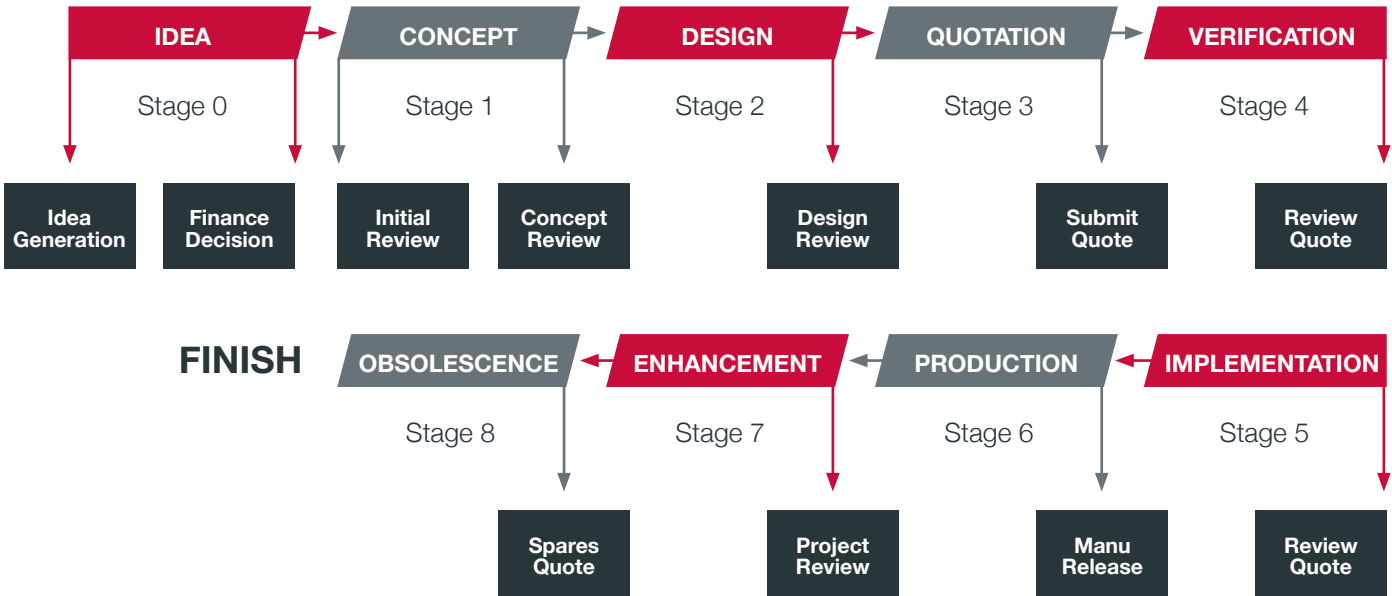 IDEA
CONCEPT
DESIGN
QUOTATION
VERIFICATION
Stage 0
Stage 1
Stage 2
Stage 3
Stage 4
Idea
Generation
Finance
Decision
Initial
Review
Concept
Review
Design
Review
Submit
Quote
Review
Quote
FINISH
OBSOLESCENCE
ENHANCEMENT
PRODUCTION
IMPLEMENTATION
Stage 8
Stage 7
Stage 6
Stage 5
Spares
Quote
Project
Review
Manu
Release
Review
Quote